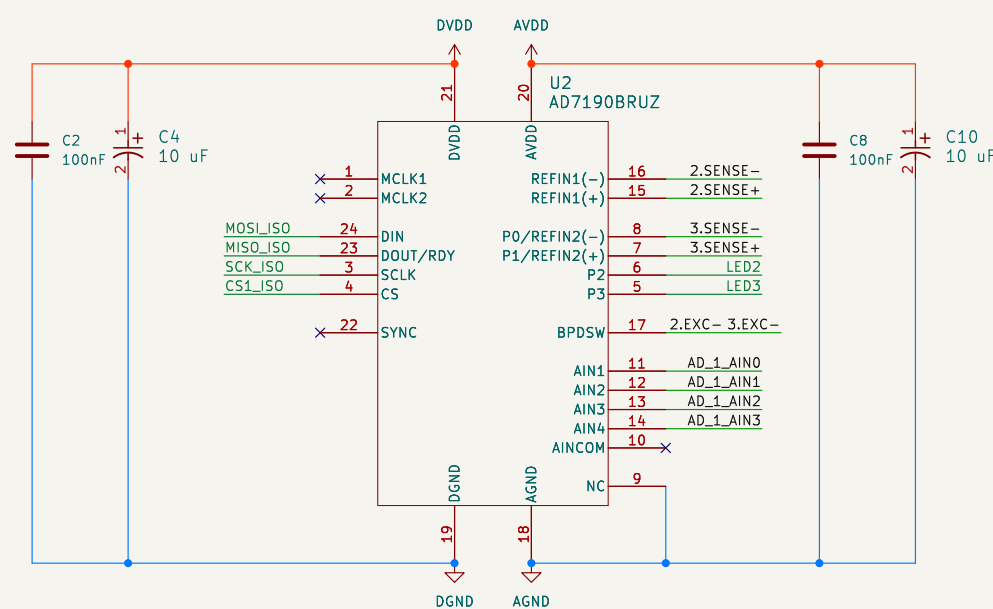 DVDD
AVDD
21
20
U2
AD7190BRUZ
C2
100nF
1
+
C4
10 uF
2
DVDD
AVDD
C8
100nF
1
+
C10
10 uF
2
1
MCLK1
2
MCLK2
REFIN1(-)
16
2.SENSE-
REFIN1(+)
15
2.SENSE+
MOSI_ISO
24
DIN
MISO_ISO
23
DOUT/RDY
SCK_ISO
3
SCLK
CS1_ISO
4
CS
P0/REFIN2(-)
8
3.SENSE-
P1/REFIN2(+)
7
3.SENSE+
P2
6
LED2
P3
5
LED3
22
SYNC
BPDSW
17
2.EXC- 3.EXC-
AIN1
11
AD_1_AIN0
AIN2
12
AD_1_AIN1
AIN3
13
AD_1_AIN2
AIN4
14
AD_1_AIN3
AINCOM
10
NC
9
DGND
AGND
19
18
DGND
AGND